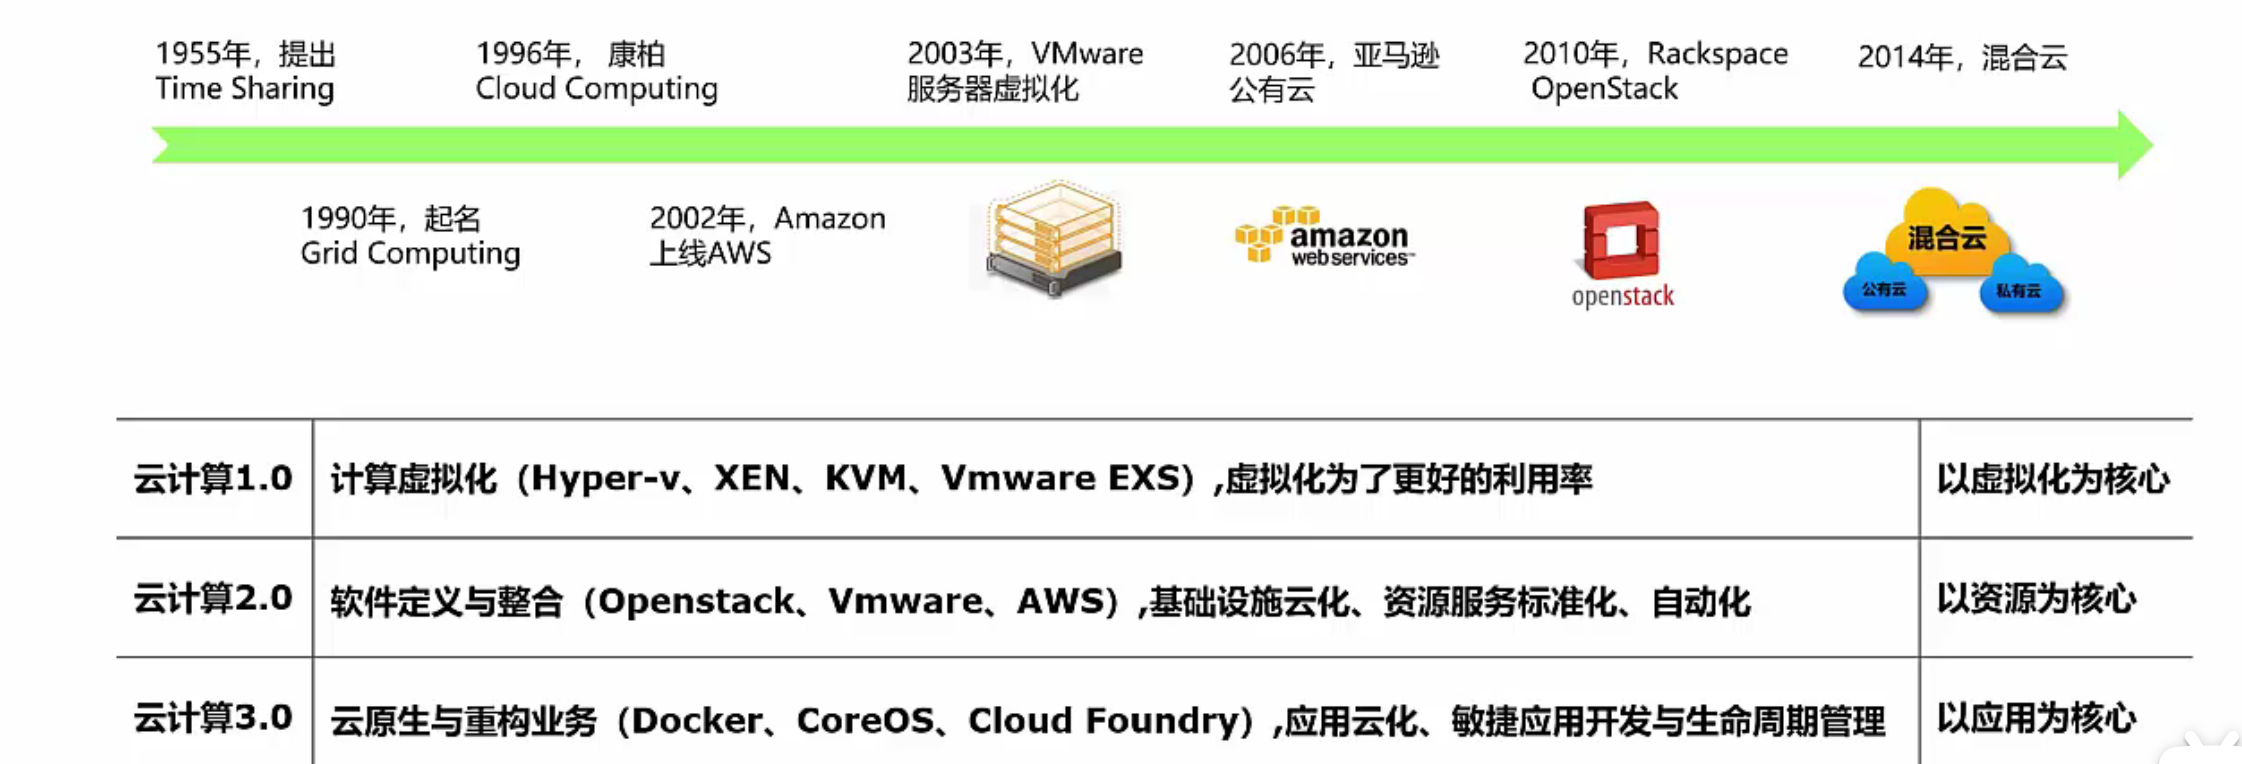 1955年，提出
Time Sharing
1996年， 康柏
Cloud Computing
2003年，VMware
服务器虚拟化
2006年，亚马逊
公有云
2010年，Rackspace
OpenStack
2014年，混合云
1990年，起名
Grid Computing
2002年，Amazon
上线AWS
amazon
web services™
openstack
混合云
公有云
私有云
云计算1.0
计算虚拟化（Hyper-v、XEN、KVM、Vmware EXS）,虚拟化为了更好的利用率
以虚拟化为核心
云计算2.0
软件定义与整合（Openstack、Vmware、AWS）,基础设施云化、资源服务标准化、自动化
以资源为核心
云计算3.0
云原生与重构业务（Docker、CoreOS、Cloud Foundry）,应用云化、敏捷应用开发与生命周期管理
以应用为核心